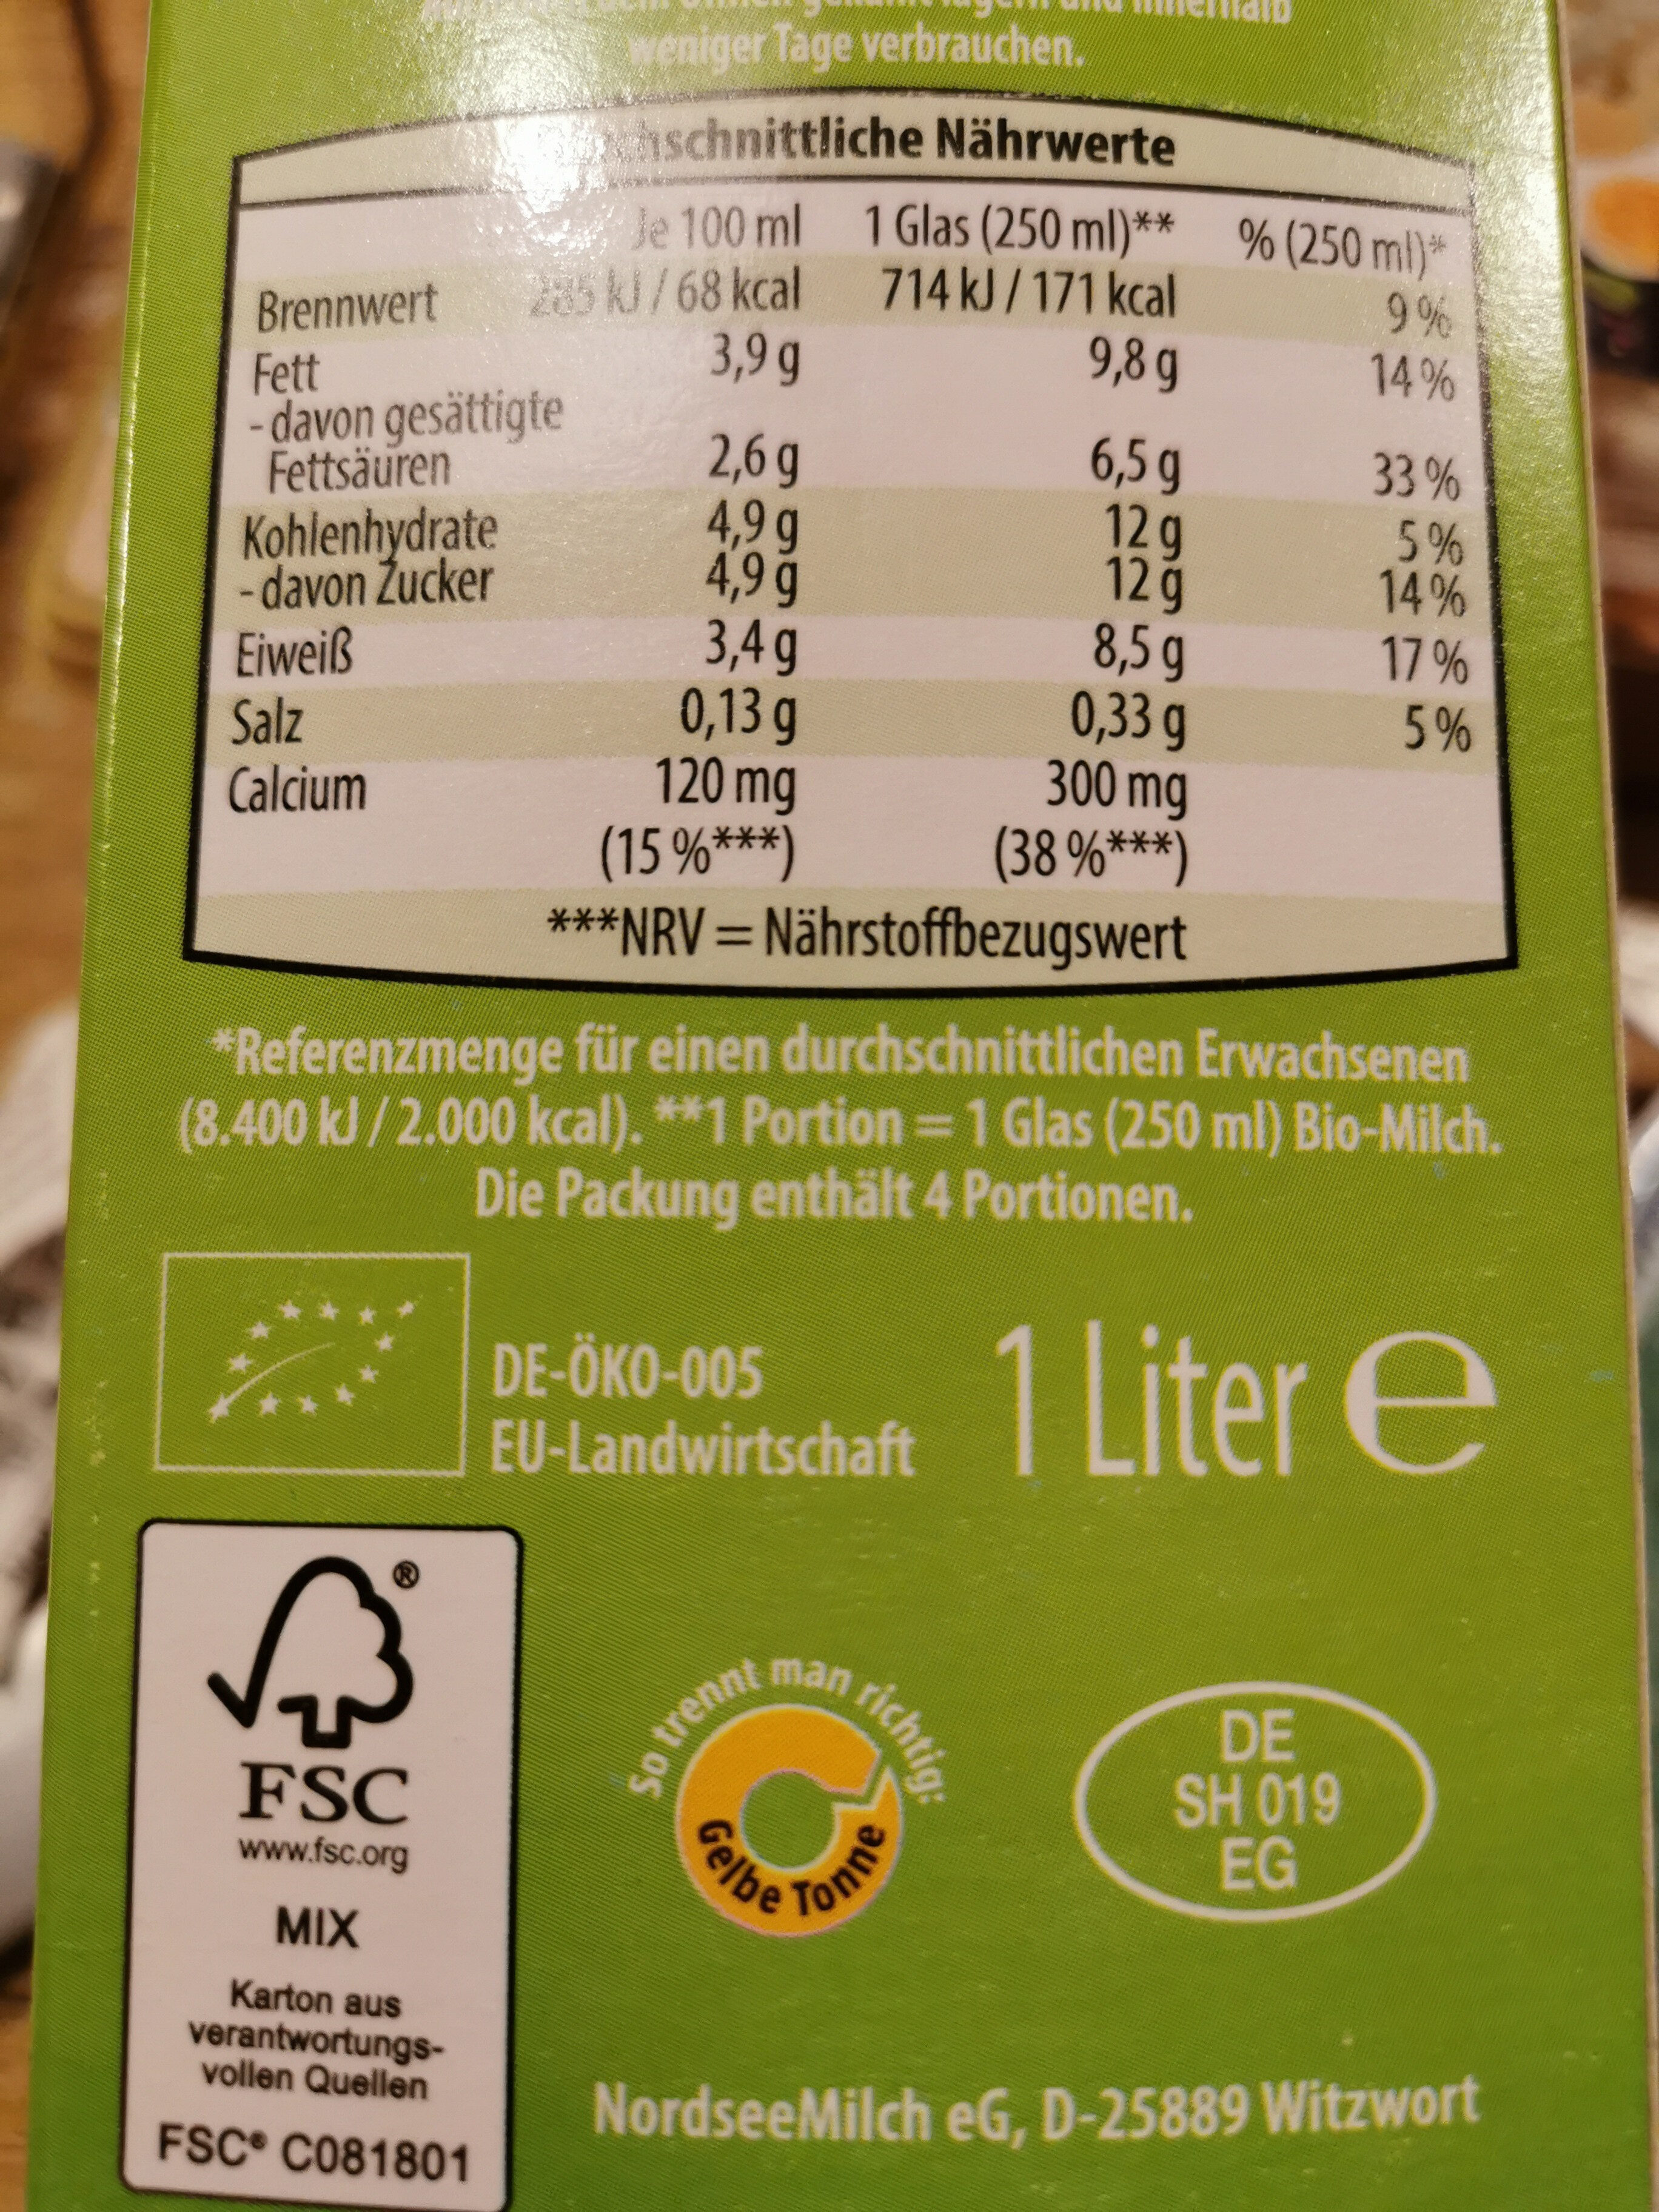 weniger Tage verbrauchen.
Durchschnittliche Nährwerte
Je 100 ml 1 Glas (250 ml)** % (250 ml)*
Brennwert 285 kJ / 68 kcal 714 kJ / 171 kcal 9 %
Fett 3,9 g 9,8 g 14 %
- davon gesättigte
Fettsäuren 2,6 g 6,5 g 33 %
Kohlenhydrate 4,9 g 12 g 5 %
- davon Zucker 4,9 g 12 g 14 %
Eiweiß 3,4 g 8,5 g 17 %
Salz 0,13 g 0,33 g 5 %
Calcium 120 mg 300 mg
(15 %***) (38 %***)
***NRV = Nährstoffbezugswert
*Referenzmenge für einen durchschnittlichen Erwachsenen
(8.400 kJ / 2.000 kcal). **1 Portion = 1 Glas (250 ml) Bio-Milch.
Die Packung enthält 4 Portionen.
DE-ÖKO-005
EU-Landwirtschaft
1 Liter e
®
FSC
www.fsc.org
MIX
Karton aus
verantwortungs-
vollen Quellen
FSC® C081801
So trennt man richtig:
Gelbe Tonne
DE
SH 019
EG
NordseeMilch eG, D-25889 Witzwort